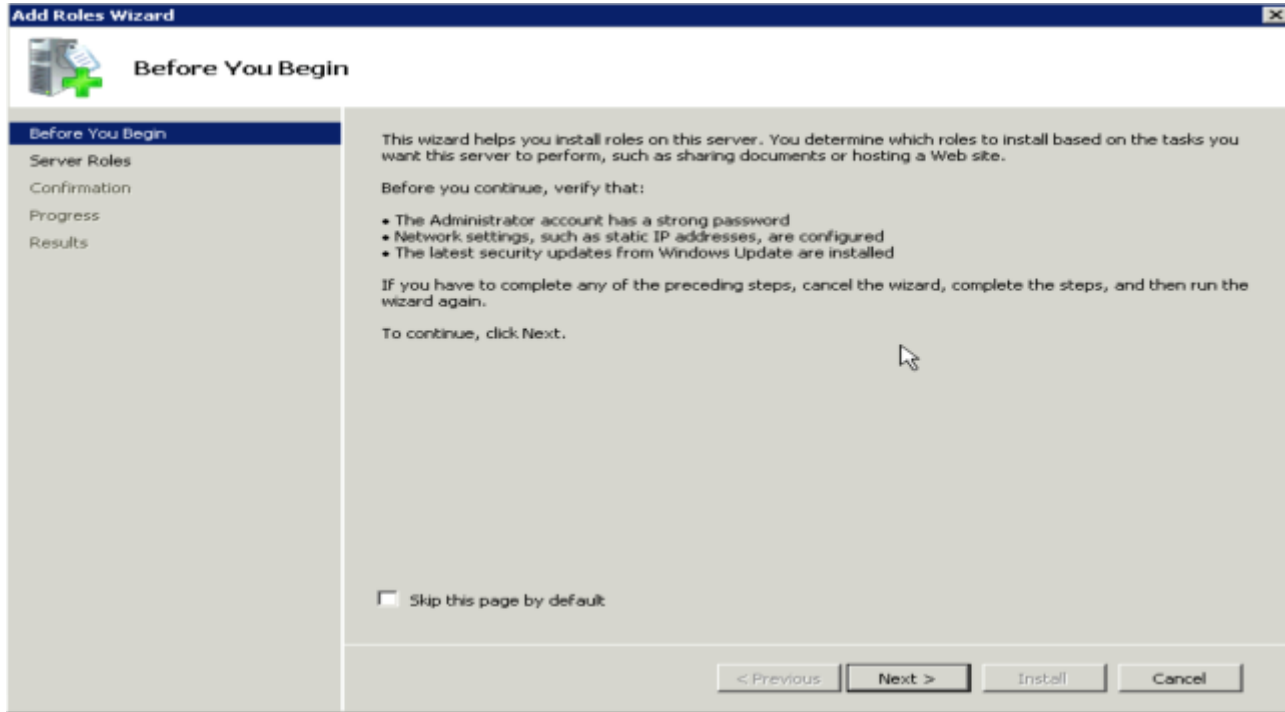 Add Roles Wizard
Before You Begin
Before You Begin
Server Roles
Confirmation
Progress
Results
This wizard helps you install roles on this server. You determine which roles to install based on the tasks you
want this server to perform, such as sharing documents or hosting a Web site.
Before you continue, verify that:
• The Administrator account has a strong password
• Network settings, such as static IP addresses, are configured
• The latest security updates from Windows Update are installed
If you have to complete any of the preceding steps, cancel the wizard, complete the steps, and then run the
wizard again.
To continue, click Next.
Skip this page by default
< Previous
Next >
Install
Cancel